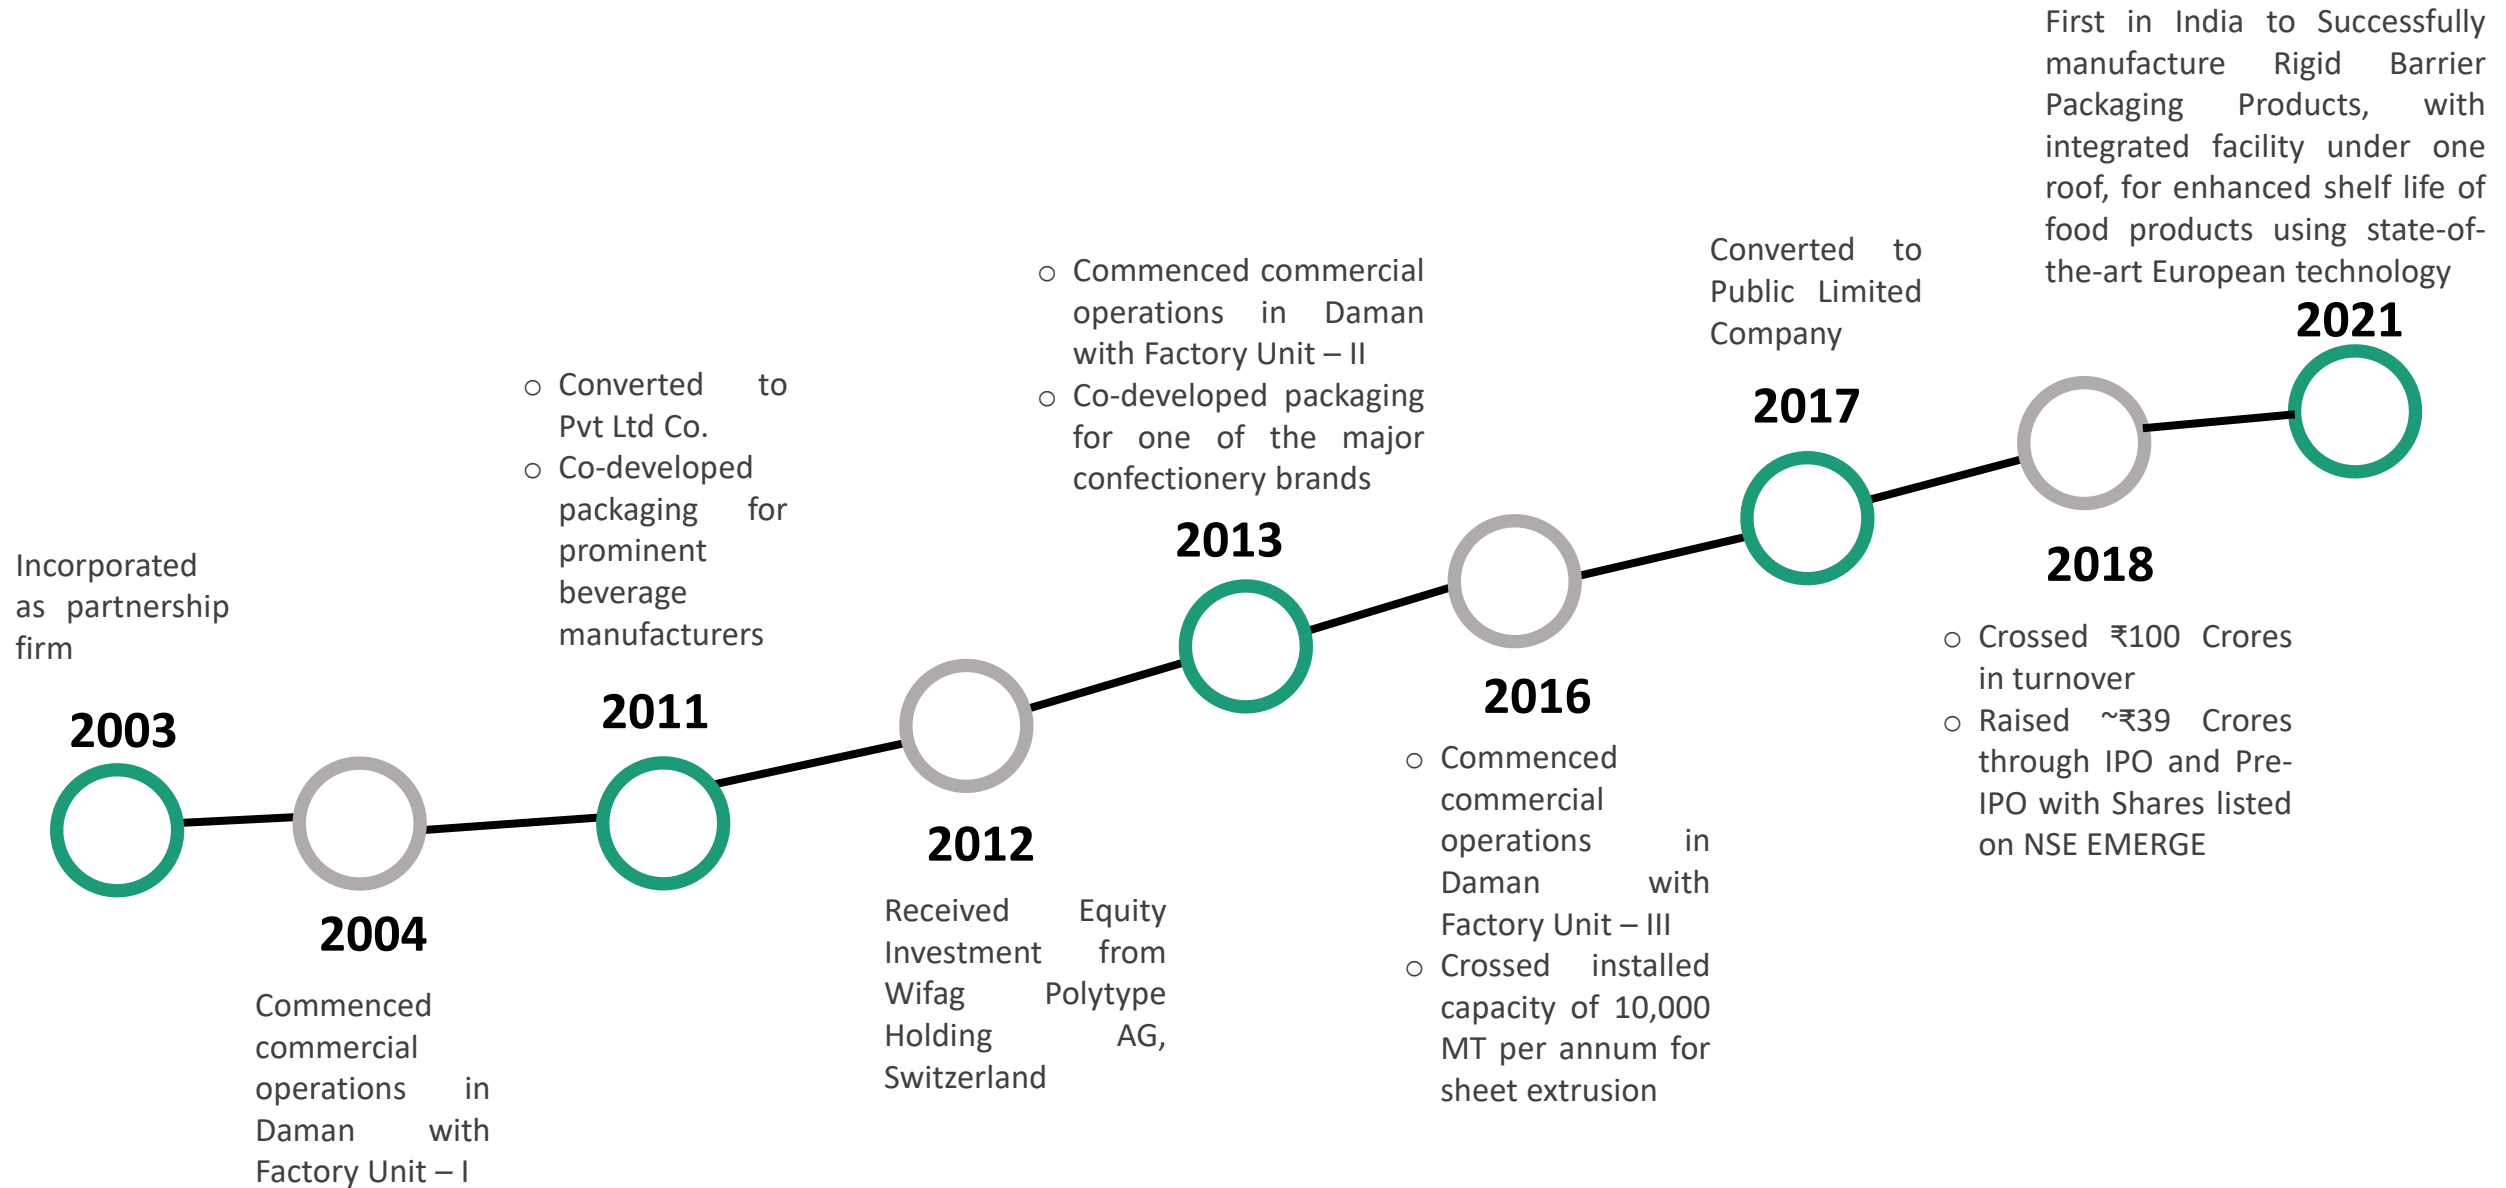 Incorporated
as partnership
firm
2003
2004
Commenced
commercial
operations in
Daman with
Factory Unit – I
○ Converted to
Pvt Ltd Co.
○ Co-developed
packaging for
prominent
beverage
manufacturers
2011
2012
Received Equity
Investment from
Wifag Polytype
Holding AG,
Switzerland
○ Commenced commercial
operations in Daman
with Factory Unit – II
○ Co-developed packaging
for one of the major
confectionery brands
2013
2016
○ Commenced
commercial
operations in
Daman with
Factory Unit – III
○ Crossed installed
capacity of 10,000
MT per annum for
sheet extrusion
Converted to
Public Limited
Company
2017
2018
○ Crossed ₹100 Crores
in turnover
○ Raised ~₹39 Crores
through IPO and Pre-
IPO with Shares listed
on NSE EMERGE
First in India to Successfully
manufacture Rigid Barrier
Packaging Products, with
integrated facility under one
roof, for enhanced shelf life of
food products using state-of-
the-art European technology
2021